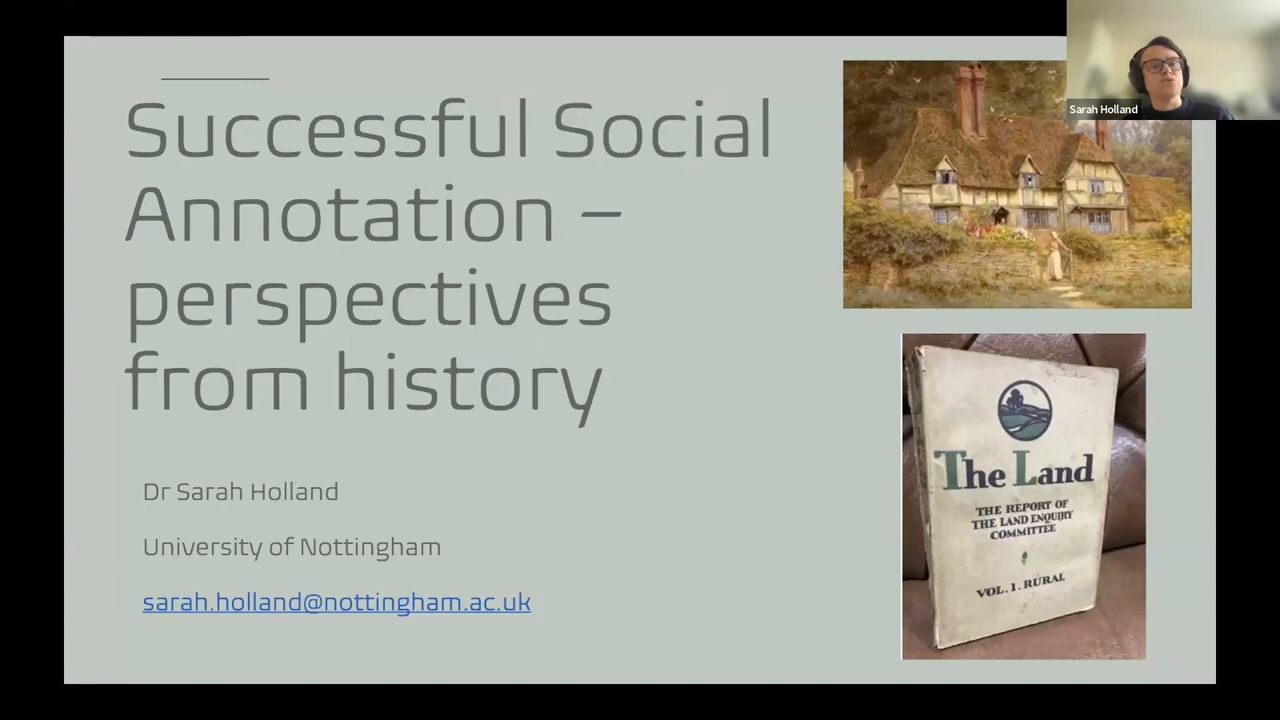 Successful Social
Annotation –
perspectives
from history
Dr Sarah Holland
University of Nottingham
sarah.holland@nottingham.ac.uk
Sarah Holland
The Land
THE REPORT OF
THE LAND ENQUIRY
COMMITTEE
VOL. 1. RURAL